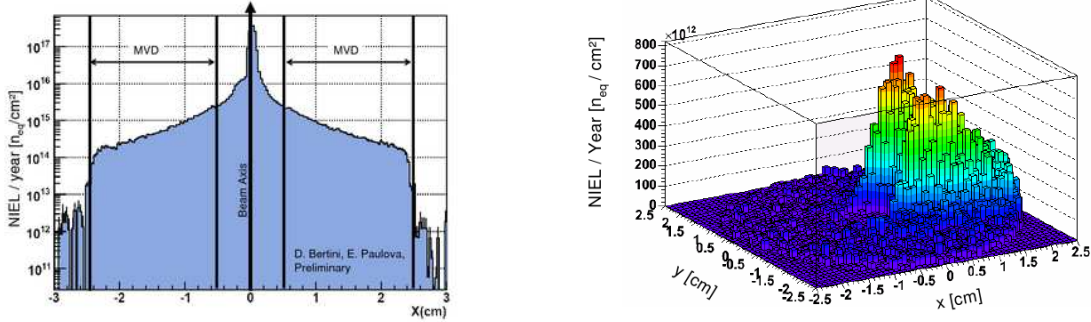 NIEL / year [n_eq/cm²]
10^17
10^16
10^15
10^14
10^13
10^12
10^11
MVD
MVD
Beam Axis
D. Bertini, E. Paulova,
Preliminary
-3 -2 -1 0 1 2 3
X(cm)
NIEL / Year [n_eq / cm²]
×10^12
800
700
600
500
400
300
200
100
0
2.5 2 1.5 1 0.5 0 -0.5 -1 -1.5 -2 -2.5
y [cm]
-2.5 -2 -1.5 -1 -0.5 0 0.5 1 1.5 2 2.5
x [cm]